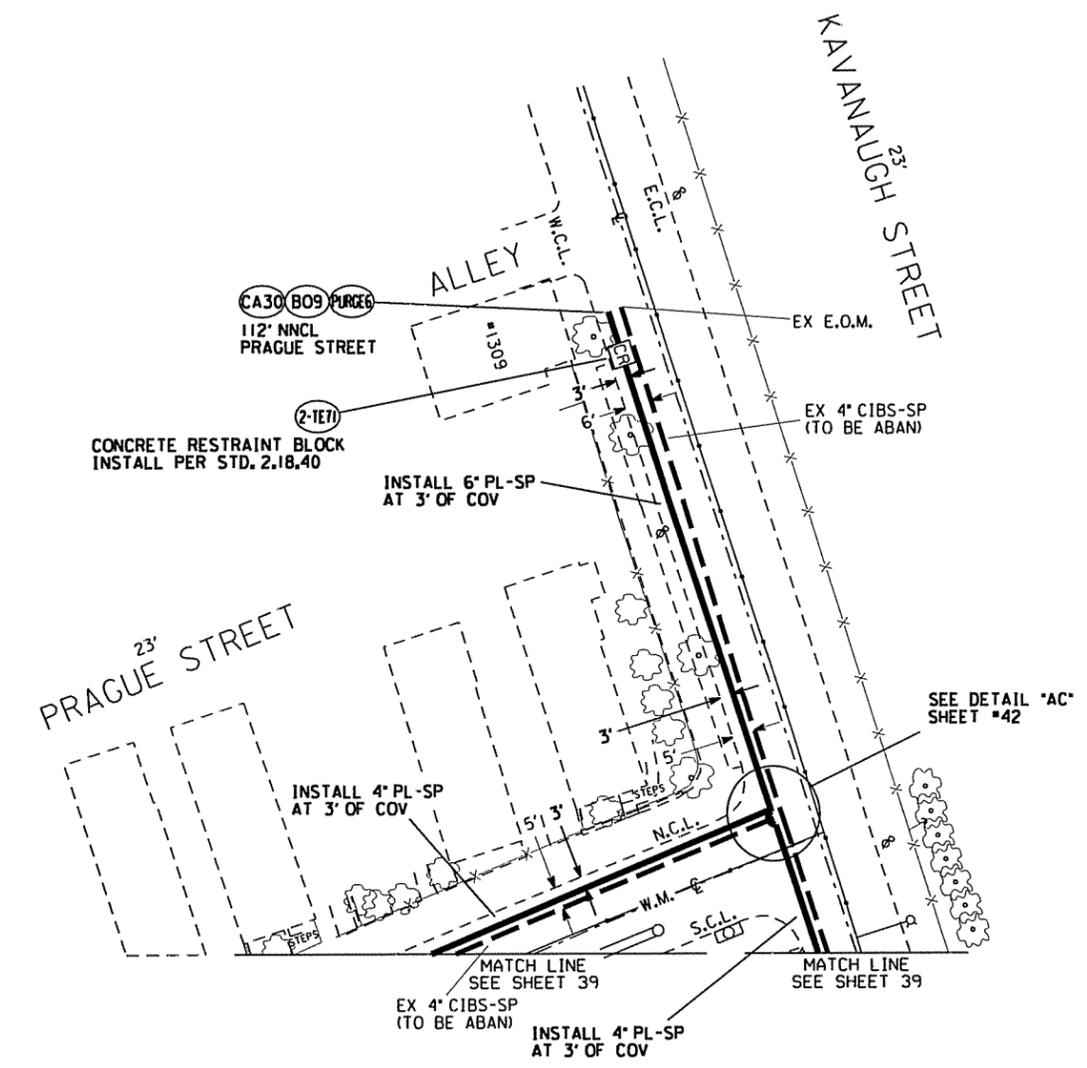 KAVANAUGH STREET
23'
E.C.L.
W.C.L.
℄
ALLEY
CA30 B09 PURGE6
112' NNCL
PRAGUE STREET
#1309
EX E.O.M.
CR
2-TE71
3'
6'
CONCRETE RESTRAINT BLOCK
INSTALL PER STD. 2.18.40
EX 4" CIBS-SP
(TO BE ABAN)
INSTALL 6" PL-SP
AT 3' OF COV
23'
PRAGUE STREET
SEE DETAIL "AC"
SHEET #42
3'
5'
INSTALL 4" PL-SP
AT 3' OF COV
STEPS
5' 3'
N.C.L.
W.M.
℄
S.C.L.
STEPS
MATCH LINE
SEE SHEET 39
MATCH LINE
SEE SHEET 39
EX 4" CIBS-SP
(TO BE ABAN)
INSTALL 4" PL-SP
AT 3' OF COV